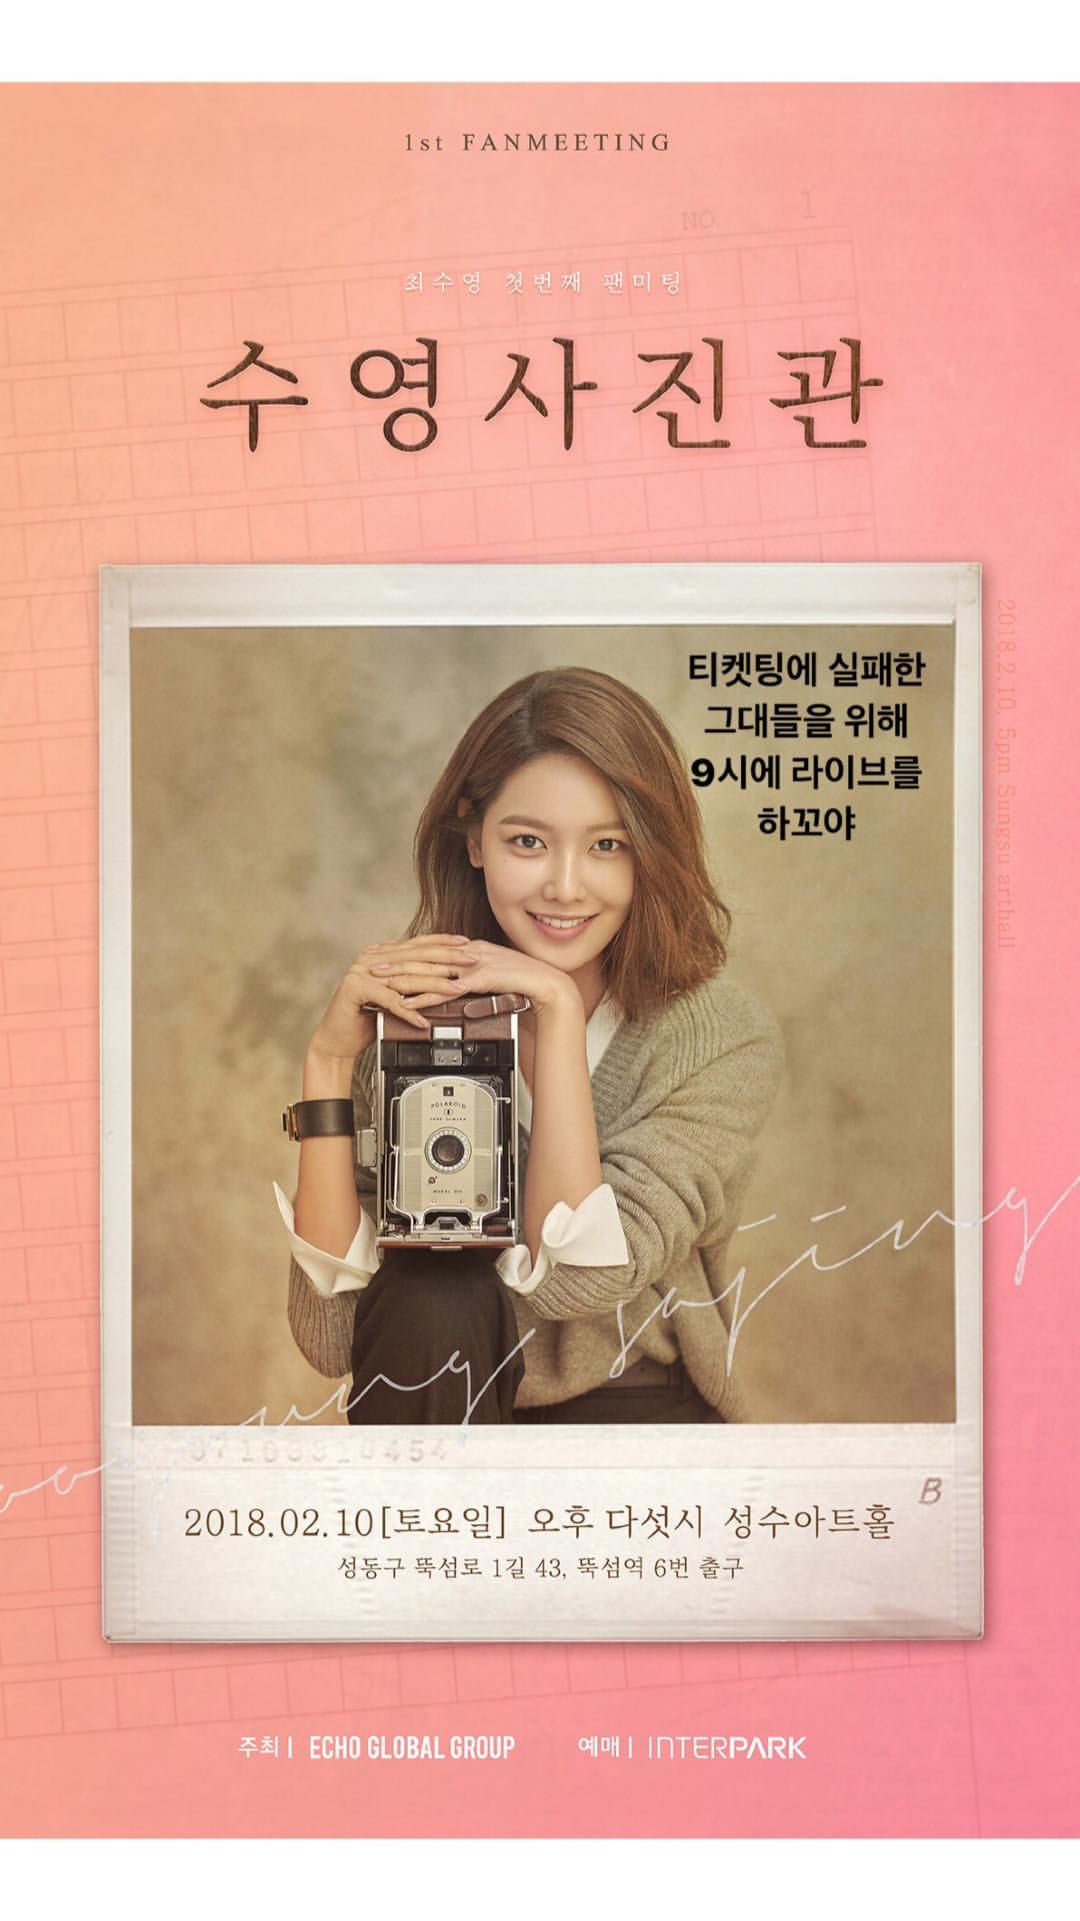 1st FANMEETING
NO. 1
최수영 첫번째 팬미팅
수영사진관
2018.2.10. 5pm Sungsu arthall
티켓팅에 실패한
그대들을 위해
9시에 라이브를
하꼬야
POLAROID
sooyoung sajing
B
2018.02.10[토요일] 오후 다섯시 성수아트홀
성동구 뚝섬로 1길 43, 뚝섬역 6번 출구
주최 | ECHO GLOBAL GROUP 예매 | INTERPARK